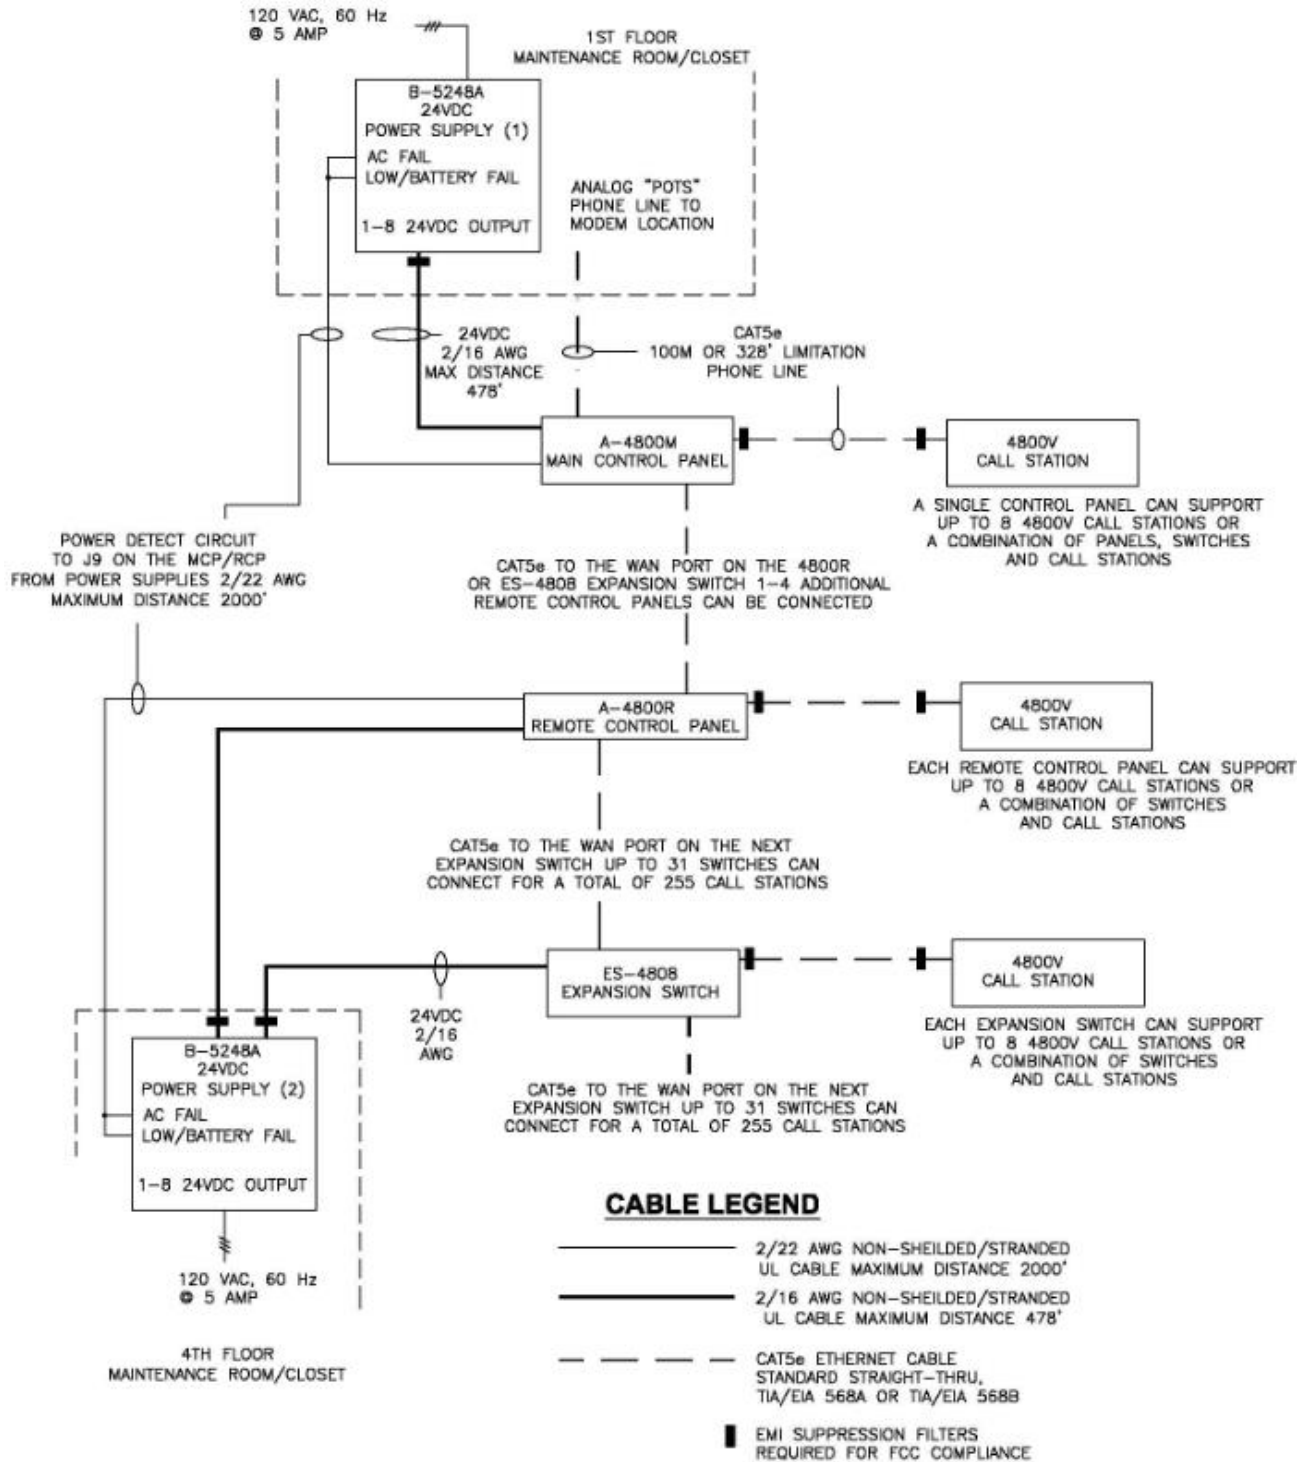 120 VAC, 60 Hz
@ 5 AMP
1ST FLOOR
MAINTENANCE ROOM/CLOSET
B-5248A
24VDC
POWER SUPPLY (1)
AC FAIL
LOW/BATTERY FAIL
1-8 24VDC OUTPUT
ANALOG "POTS"
PHONE LINE TO
MODEM LOCATION
24VDC
2/16 AWG
MAX DISTANCE
478'
CAT5e
100M OR 328' LIMITATION
PHONE LINE
A-4800M
MAIN CONTROL PANEL
4800V
CALL STATION
A SINGLE CONTROL PANEL CAN SUPPORT
UP TO 8 4800V CALL STATIONS OR
A COMBINATION OF PANELS, SWITCHES
AND CALL STATIONS
POWER DETECT CIRCUIT
TO J9 ON THE MCP/RCP
FROM POWER SUPPLIES 2/22 AWG
MAXIMUM DISTANCE 2000'
CAT5e TO THE WAN PORT ON THE 4800R
OR ES-4808 EXPANSION SWITCH 1-4 ADDITIONAL
REMOTE CONTROL PANELS CAN BE CONNECTED
A-4800R
REMOTE CONTROL PANEL
4800V
CALL STATION
EACH REMOTE CONTROL PANEL CAN SUPPORT
UP TO 8 4800V CALL STATIONS OR
A COMBINATION OF SWITCHES
AND CALL STATIONS
CAT5e TO THE WAN PORT ON THE NEXT
EXPANSION SWITCH UP TO 31 SWITCHES CAN
CONNECT FOR A TOTAL OF 255 CALL STATIONS
ES-4808
EXPANSION SWITCH
4800V
CALL STATION
24VDC
2/16
AWG
EACH EXPANSION SWITCH CAN SUPPORT
UP TO 8 4800V CALL STATIONS OR
A COMBINATION OF SWITCHES
AND CALL STATIONS
B-5248A
24VDC
POWER SUPPLY (2)
AC FAIL
LOW/BATTERY FAIL
1-8 24VDC OUTPUT
CAT5e TO THE WAN PORT ON THE NEXT
EXPANSION SWITCH UP TO 31 SWITCHES CAN
CONNECT FOR A TOTAL OF 255 CALL STATIONS
120 VAC, 60 Hz
@ 5 AMP
4TH FLOOR
MAINTENANCE ROOM/CLOSET
CABLE LEGEND
2/22 AWG NON-SHEILDED/STRANDED
UL CABLE MAXIMUM DISTANCE 2000'
2/16 AWG NON-SHEILDED/STRANDED
UL CABLE MAXIMUM DISTANCE 478'
CAT5e ETHERNET CABLE
STANDARD STRAIGHT-THRU,
TIA/EIA 568A OR TIA/EIA 568B
EMI SUPPRESSION FILTERS
REQUIRED FOR FCC COMPLIANCE